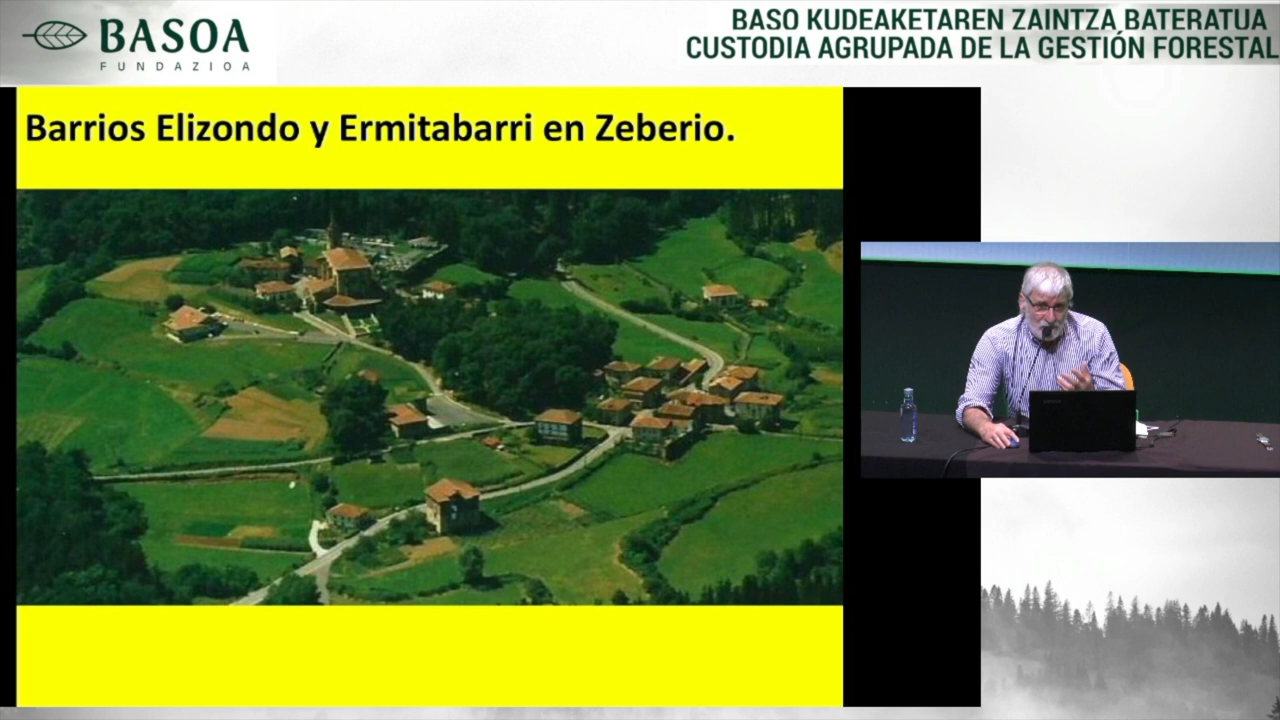 BASOA
FUNDAZIOA
BASO KUDEAKETAREN ZAINTZA BATERATUA
CUSTODIA AGRUPADA DE LA GESTIÓN FORESTAL
Barrios Elizondo y Ermitabarri en Zeberio.